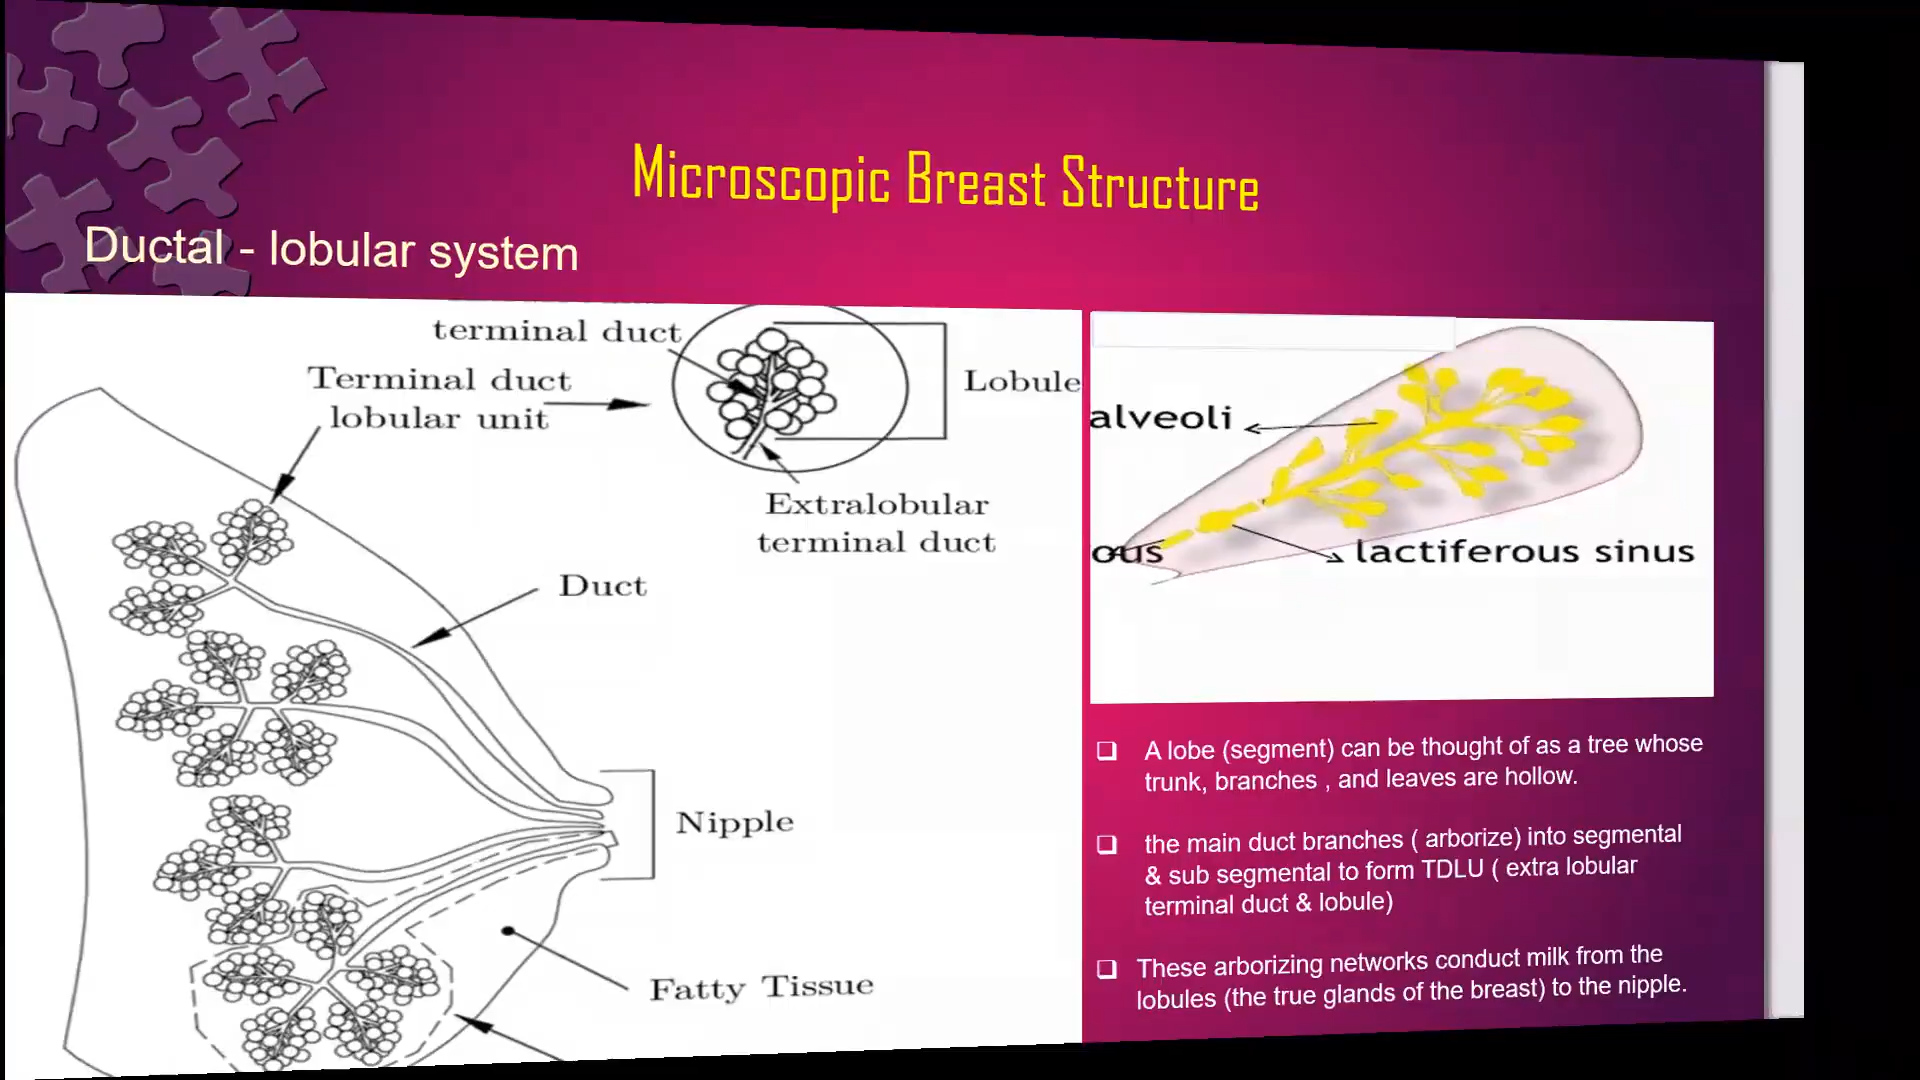 Microscopic Breast Structure
Ductal - lobular system
terminal duct
Terminal duct
lobular unit
Lobule
Extralobular
terminal duct
Duct
Nipple
Fatty Tissue
alveoli
ous
lactiferous sinus
❑ A lobe (segment) can be thought of as a tree whose
trunk, branches , and leaves are hollow.
❑ the main duct branches ( arborize) into segmental
& sub segmental to form TDLU ( extra lobular
terminal duct & lobule)
❑ These arborizing networks conduct milk from the
lobules (the true glands of the breast) to the nipple.